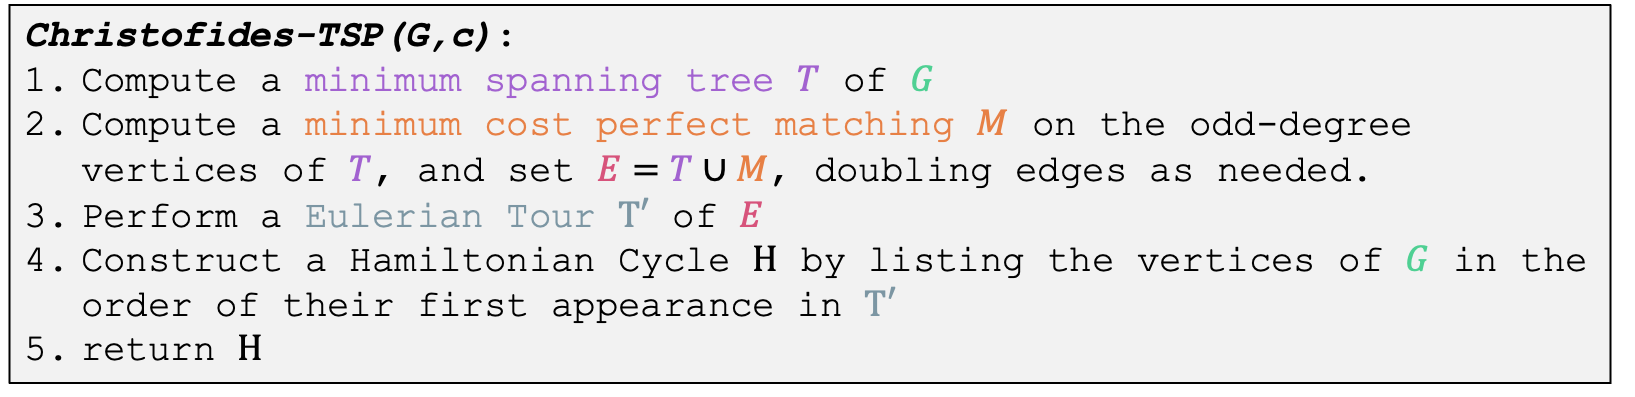 Christofides-TSP(G,c):
1. Compute a minimum spanning tree T of G
2. Compute a minimum cost perfect matching M on the odd-degree
vertices of T, and set E = T ∪ M, doubling edges as needed.
3. Perform a Eulerian Tour T′ of E
4. Construct a Hamiltonian Cycle H by listing the vertices of G in the
order of their first appearance in T′
5. return H